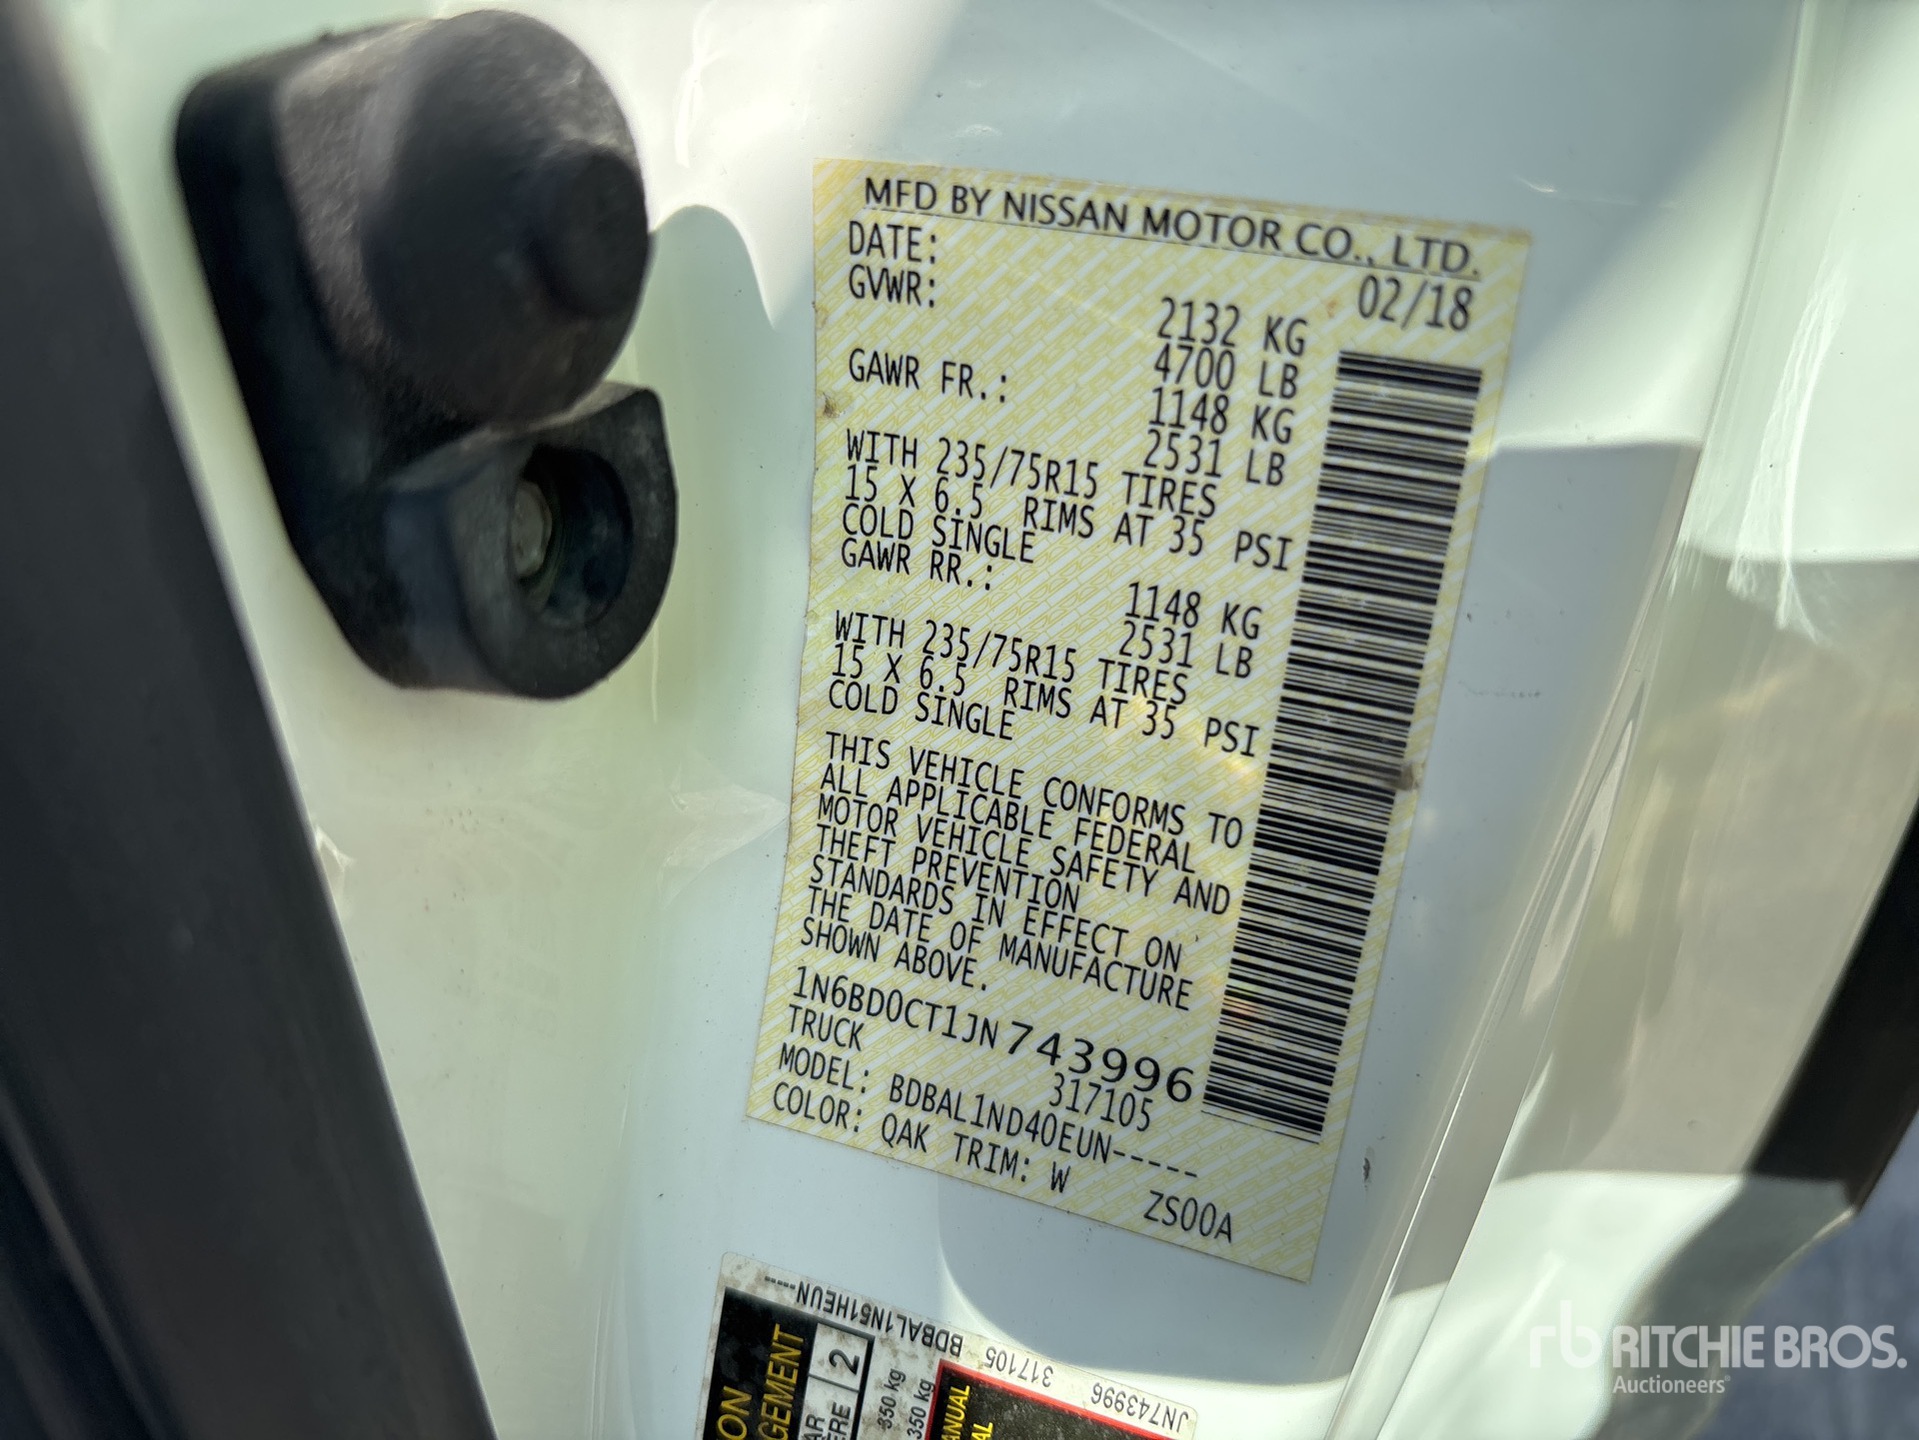 MFD BY NISSAN MOTOR CO., LTD.
DATE: 02/18
GVWR: 2132 KG
4700 LB
GAWR FR.: 1148 KG
2531 LB
WITH 235/75R15 TIRES
15 X 6.5 RIMS AT 35 PSI
COLD SINGLE
GAWR RR.: 1148 KG
2531 LB
WITH 235/75R15 TIRES
15 X 6.5 RIMS AT 35 PSI
COLD SINGLE
THIS VEHICLE CONFORMS TO
ALL APPLICABLE FEDERAL
MOTOR VEHICLE SAFETY AND
THEFT PREVENTION
STANDARDS IN EFFECT ON
THE DATE OF MANUFACTURE
SHOWN ABOVE.
1N6BD0CT1JN743996
TRUCK 317105
MODEL: BDBAL1ND40EUN-----
COLOR: QAK TRIM: W ZS00A
BDBAL1N51HEUN----- 317105 JN743996
2
350 kg
350 kg
rb RITCHIE BROS.
Auctioneers